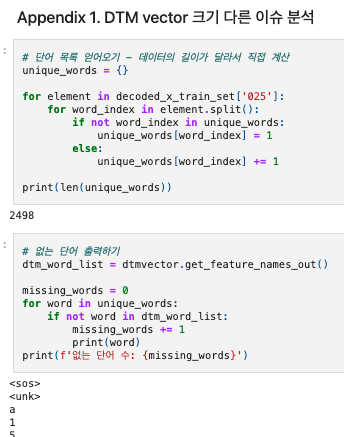 Appendix 1. DTM vector 크기 다른 이슈 분석
:
# 단어 목록 얻어오기 – 데이터의 길이가 달라서 직접 계산
unique_words = {}
for element in decoded_x_train_set['025']:
for word_index in element.split():
if not word_index in unique_words:
unique_words[word_index] = 1
else:
unique_words[word_index] += 1
print(len(unique_words))
2498
:
# 없는 단어 출력하기
dtm_word_list = dtmvector.get_feature_names_out()
missing_words = 0
for word in unique_words:
if not word in dtm_word_list:
missing_words += 1
print(word)
print(f'없는 단어 수: {missing_words}')
<sos>
<unk>
a
1
5